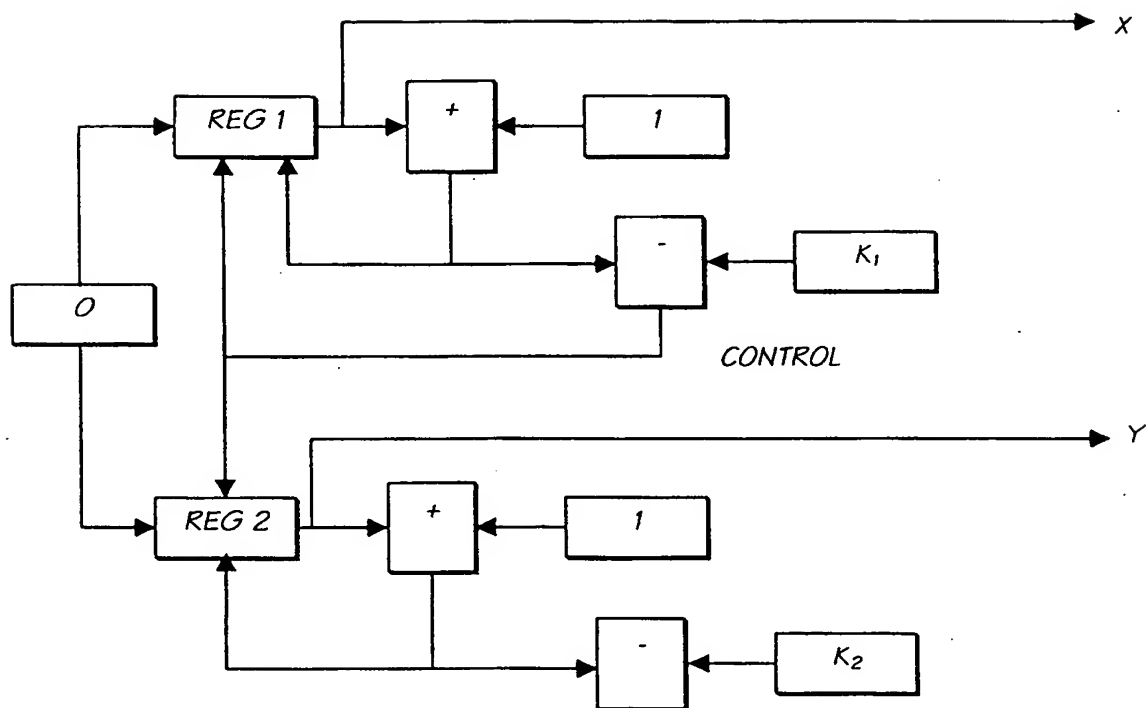 X
REG 1
+
1
-
K₁
O
CONTROL
Y
REG 2
+
1
-
K₂